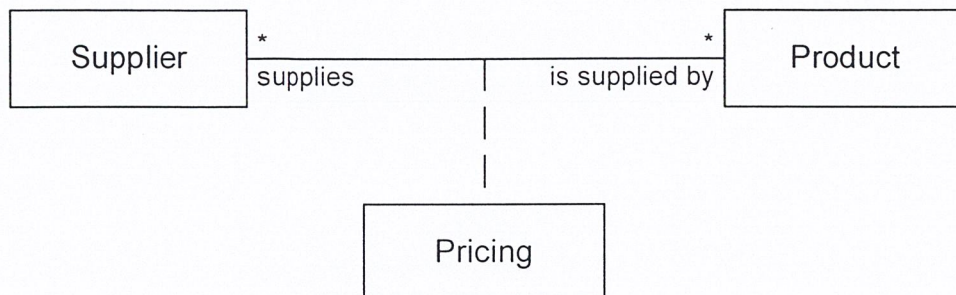 Supplier
*
*
Product
supplies
is supplied by
Pricing